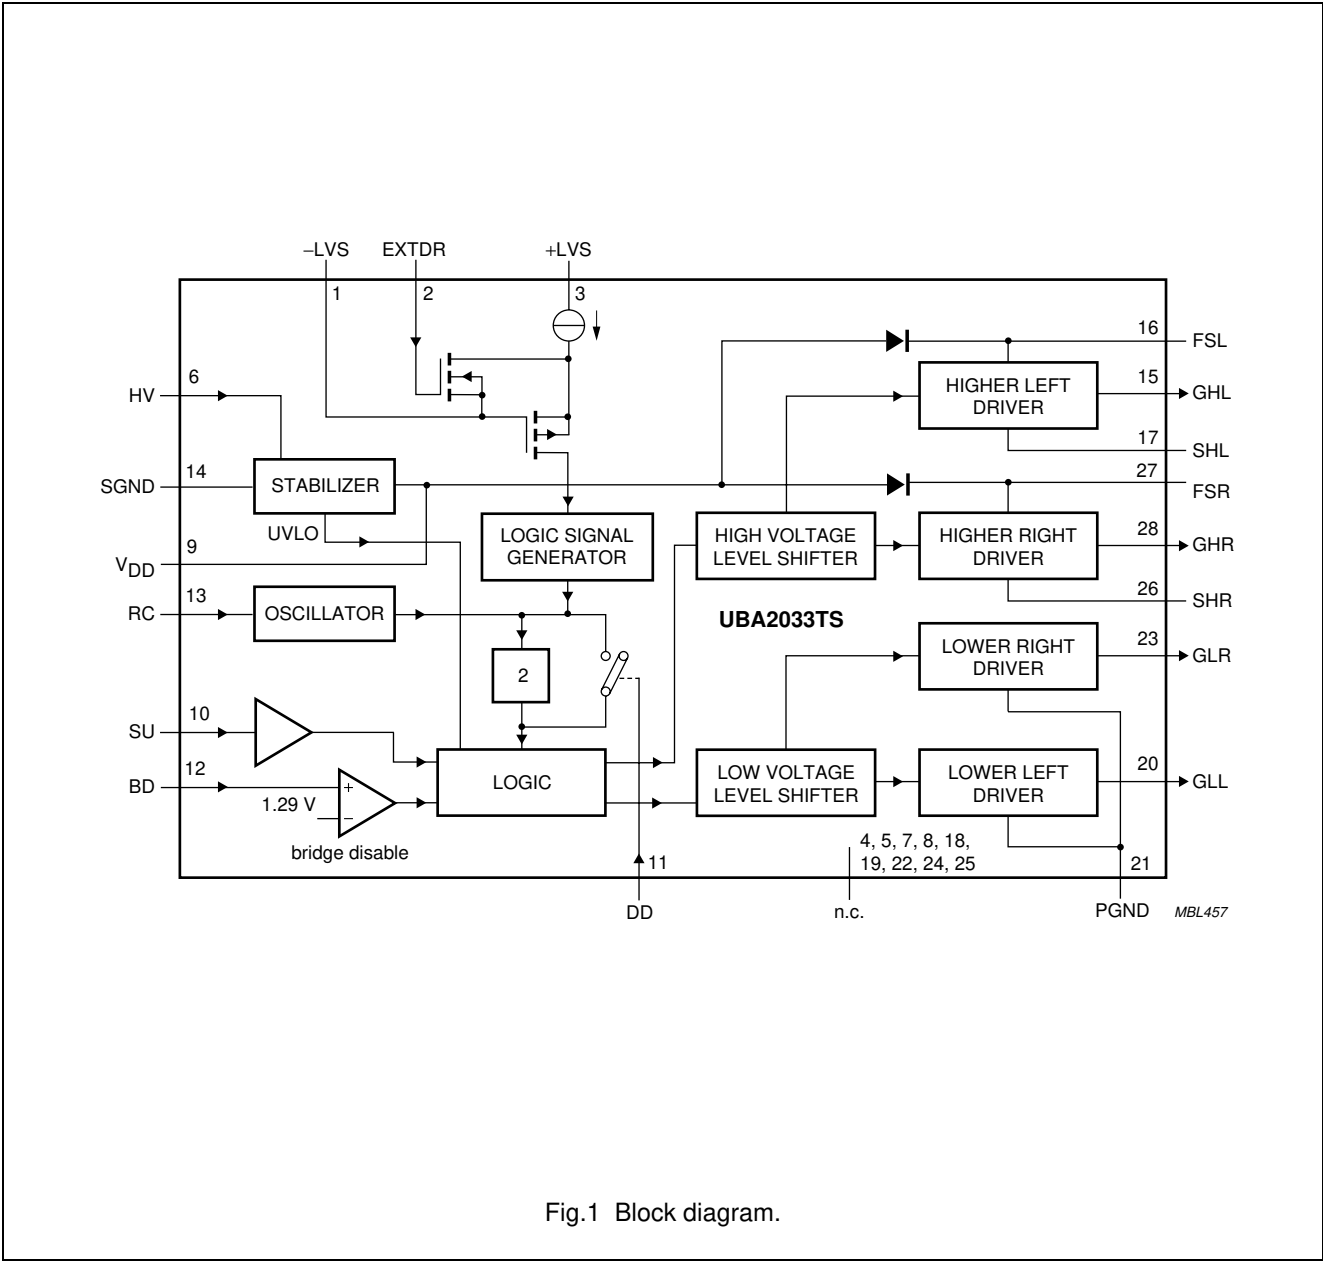 −LVS EXTDR +LVS
1 2 3
16 FSL
HIGHER LEFT
DRIVER
15 GHL
17 SHL
6
HV
14
SGND
STABILIZER
27
FSR
UVLO
LOGIC SIGNAL
GENERATOR
HIGH VOLTAGE
LEVEL SHIFTER
HIGHER RIGHT
DRIVER
28 GHR
9
VDD
13
RC
OSCILLATOR
26 SHR
UBA2033TS
LOWER RIGHT
DRIVER
23 GLR
2
10
SU
12
BD
1.29 V
+
−
bridge disable
LOGIC
LOW VOLTAGE
LEVEL SHIFTER
LOWER LEFT
DRIVER
20 GLL
11
DD
4, 5, 7, 8, 18,
19, 22, 24, 25
n.c.
21
PGND
MBL457
Fig.1 Block diagram.